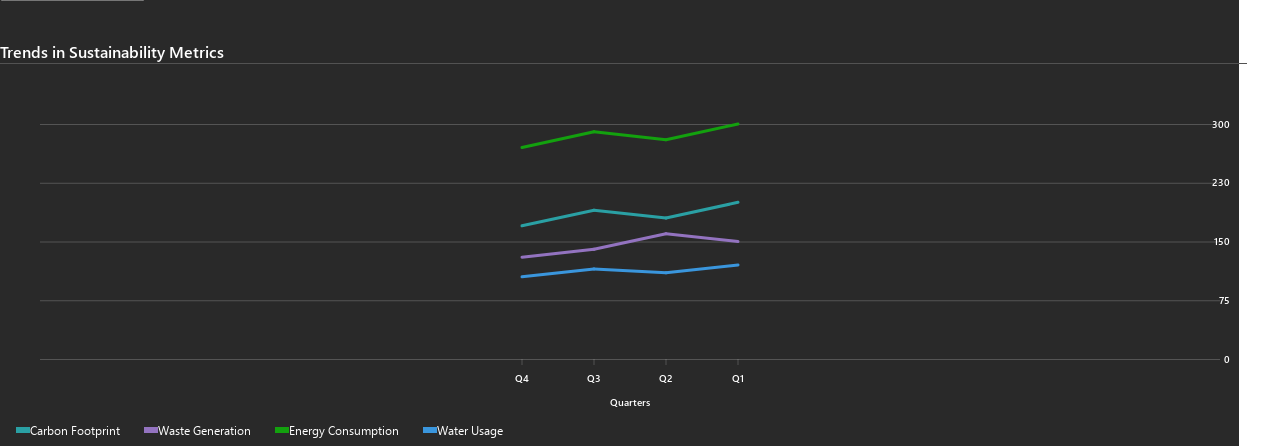 Trends in Sustainability Metrics
300
230
150
75
0
Q4 Q3 Q2 Q1
Quarters
Carbon Footprint Waste Generation Energy Consumption Water Usage